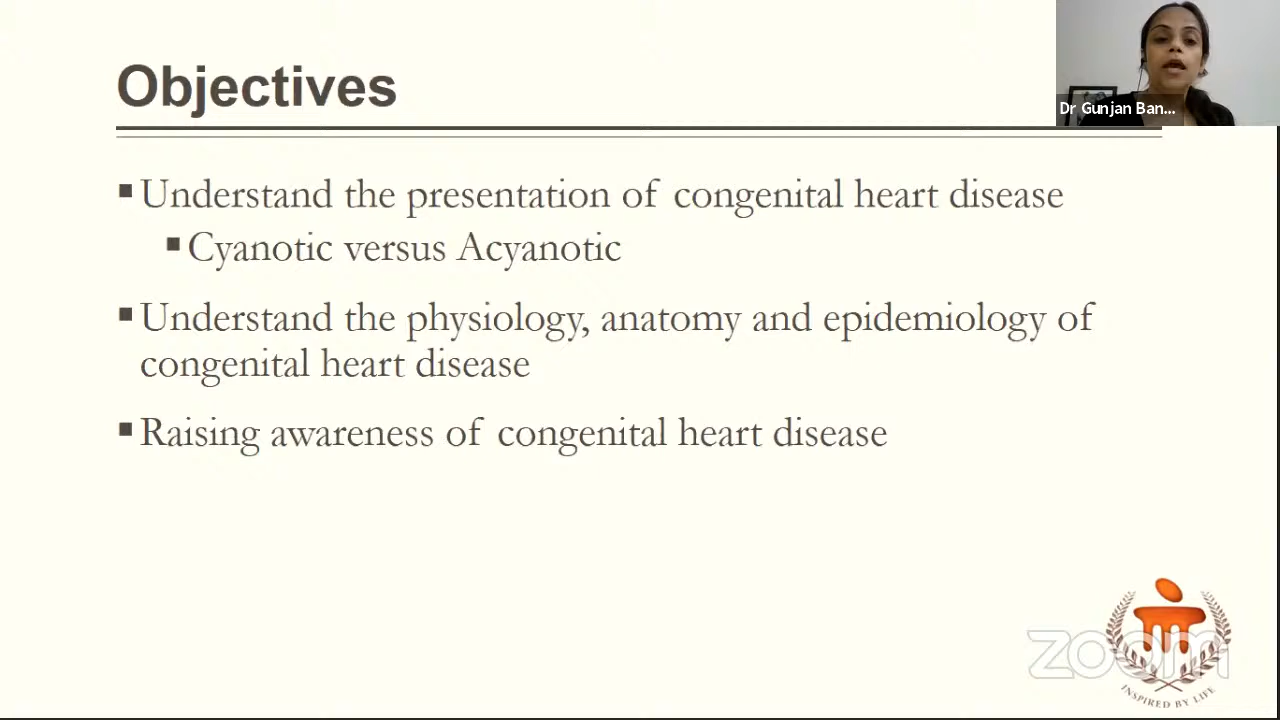 Objectives
Dr Gunjan Ban...
▪Understand the presentation of congenital heart disease
▪Cyanotic versus Acyanotic
▪Understand the physiology, anatomy and epidemiology of
congenital heart disease
▪Raising awareness of congenital heart disease
zoom
INSPIRED BY LIFE